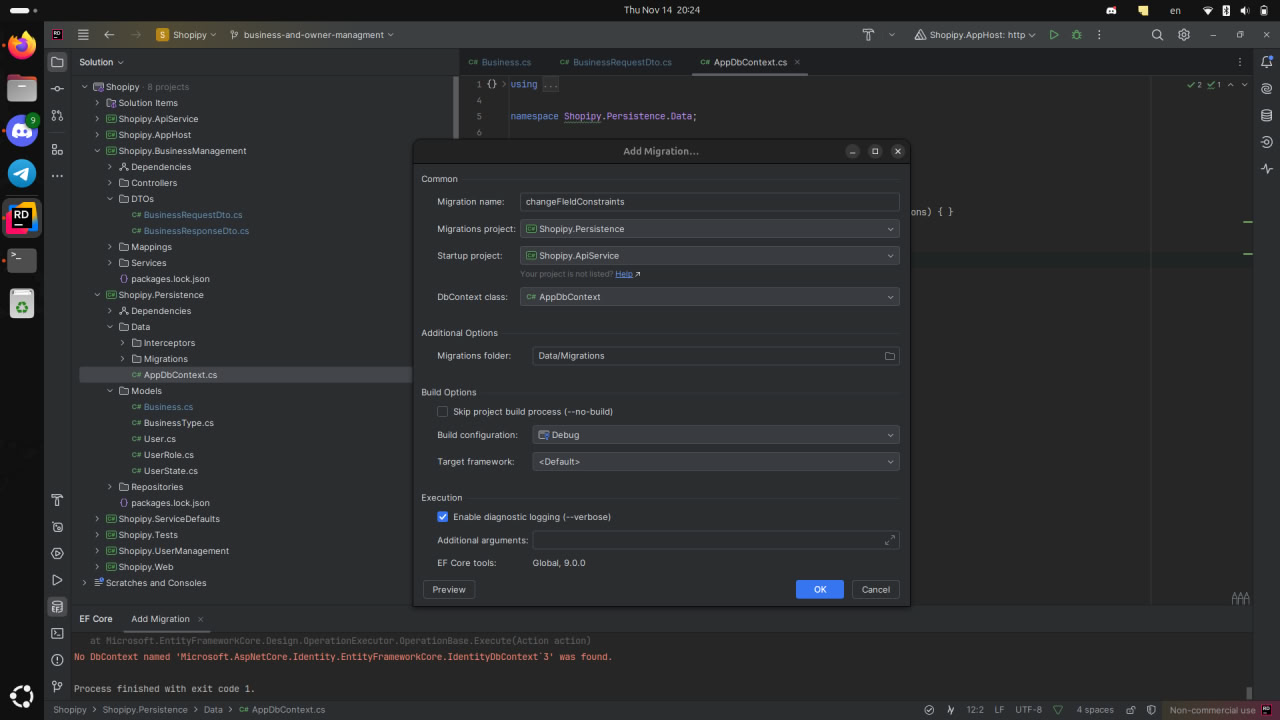 Thu Nov 14 20:24
en
Shopipy
business-and-owner-managment
Shopipy.AppHost: http
Solution
Business.cs
BusinessRequestDto.cs
AppDbContext.cs
Shopipy · 8 projects
Solution Items
Shopipy.ApiService
Shopipy.AppHost
Shopipy.BusinessManagement
Dependencies
Controllers
DTOs
BusinessRequestDto.cs
BusinessResponseDto.cs
Mappings
Services
packages.lock.json
Shopipy.Persistence
Dependencies
Data
Interceptors
Migrations
AppDbContext.cs
Models
Business.cs
BusinessType.cs
User.cs
UserRole.cs
UserState.cs
Repositories
packages.lock.json
Shopipy.ServiceDefaults
Shopipy.Tests
Shopipy.UserManagement
Shopipy.Web
Scratches and Consoles
1 using ...
4
5 namespace Shopipy.Persistence.Data;
6
ons) { }
2 1
Add Migration...
Common
Migration name: changeFIeldConstraints
Migrations project: Shopipy.Persistence
Startup project: Shopipy.ApiService
Your project is not listed? Help ↗
DbContext class: AppDbContext
Additional Options
Migrations folder: Data/Migrations
Build Options
Skip project build process (--no-build)
Build configuration: Debug
Target framework: <Default>
Execution
Enable diagnostic logging (--verbose)
Additional arguments:
EF Core tools: Global, 9.0.0
Preview
OK
Cancel
EF Core
Add Migration
at Microsoft.EntityFrameworkCore.Design.OperationExecutor.OperationBase.Execute(Action action)
No DbContext named 'Microsoft.AspNetCore.Identity.EntityFrameworkCore.IdentityDbContext`3' was found.
Process finished with exit code 1.
Shopipy > Shopipy.Persistence > Data > AppDbContext.cs
12:2 LF UTF-8 4 spaces Non-commercial use